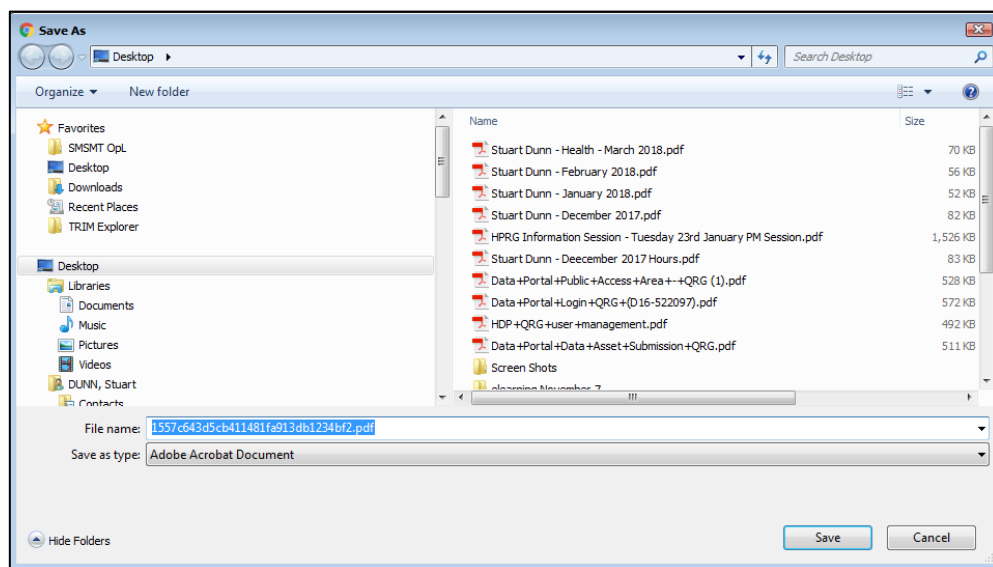 Save As
Desktop
Search Desktop
Organize
New folder
Favorites
SMSMT OpL
Desktop
Downloads
Recent Places
TRIM Explorer
Desktop
Libraries
Documents
Music
Pictures
Videos
DUNN, Stuart
Contacts
Name Size
Stuart Dunn - Health - March 2018.pdf 70 KB
Stuart Dunn - February 2018.pdf 56 KB
Stuart Dunn - January 2018.pdf 52 KB
Stuart Dunn - December 2017.pdf 82 KB
HPRG Information Session - Tuesday 23rd January PM Session.pdf 1,526 KB
Stuart Dunn - Deecember 2017 Hours.pdf 83 KB
Data+Portal+Public+Access+Area+-+QRG (1).pdf 528 KB
Data+Portal+Login+QRG+(D16-522097).pdf 572 KB
HDP+QRG+user+management.pdf 492 KB
Data+Portal+Data+Asset+Submission+QRG.pdf 511 KB
Screen Shots
elearning November 7
File name: 1557c643d5cb411481fa913db1234bf2.pdf
Save as type: Adobe Acrobat Document
Hide Folders
Save
Cancel